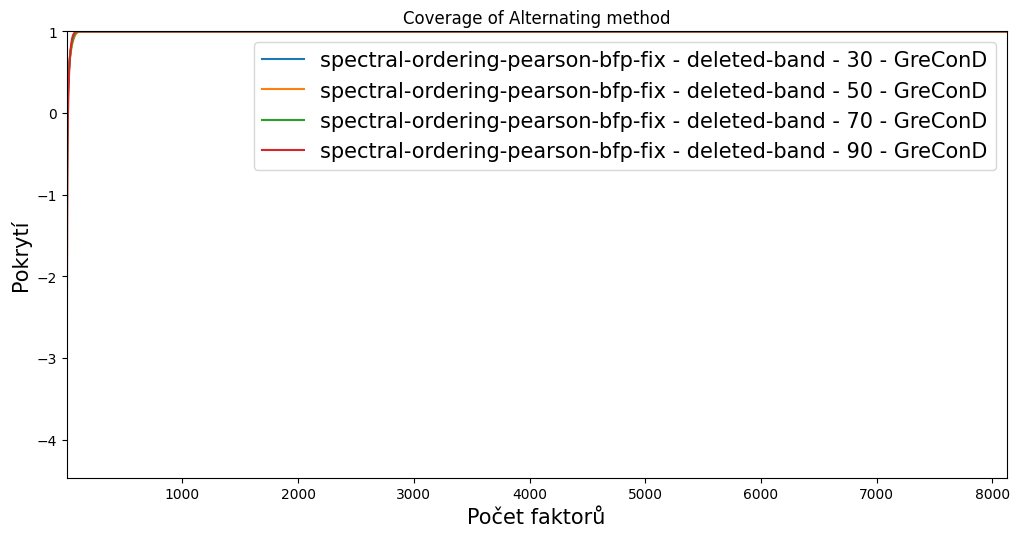 Coverage of Alternating method
spectral-ordering-pearson-bfp-fix - deleted-band - 30 - GreConD
spectral-ordering-pearson-bfp-fix - deleted-band - 50 - GreConD
spectral-ordering-pearson-bfp-fix - deleted-band - 70 - GreConD
spectral-ordering-pearson-bfp-fix - deleted-band - 90 - GreConD
Pokrytí
1
0
−1
−2
−3
−4
1000 2000 3000 4000 5000 6000 7000 8000
Počet faktorů